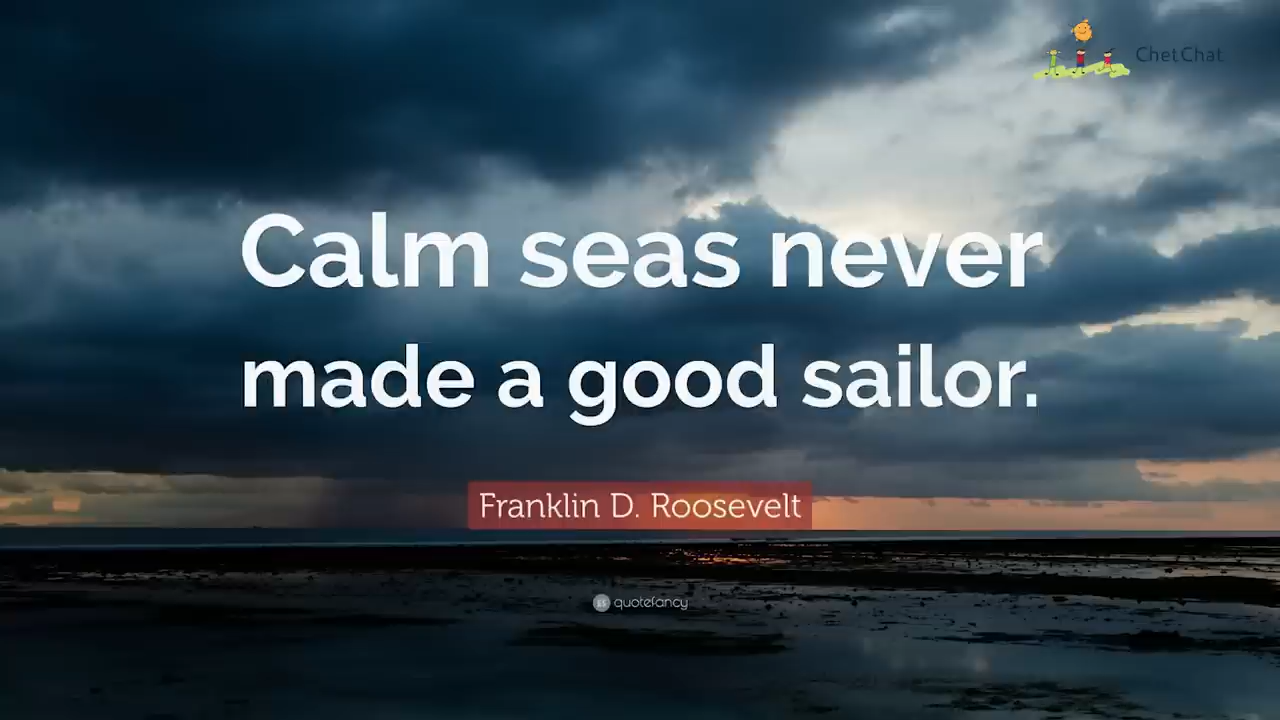 ChetChat
Calm seas never
made a good sailor.
Franklin D. Roosevelt
quotefancy